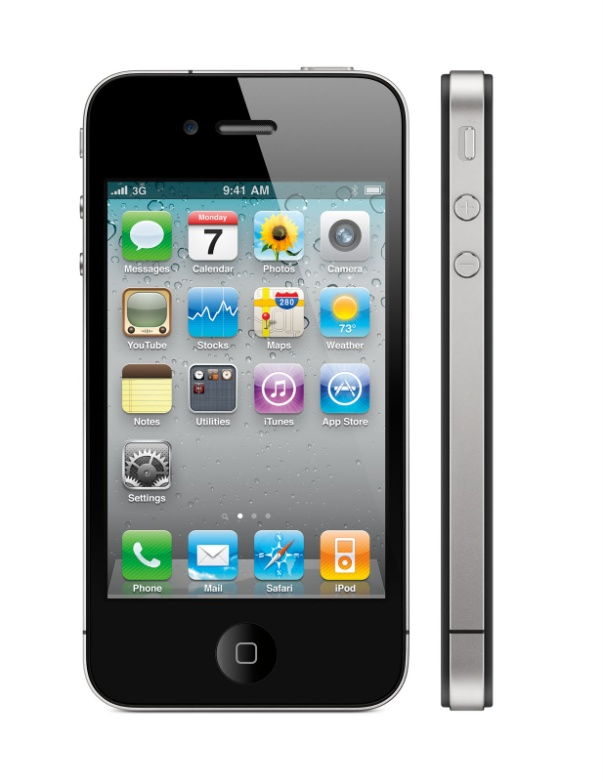 3G 9:41 AM
Monday
7 280 73°
Messages Calendar Photos Camera
YouTube Stocks Maps Weather
Notes Utilities iTunes App Store
Settings
N
Phone Mail Safari iPod